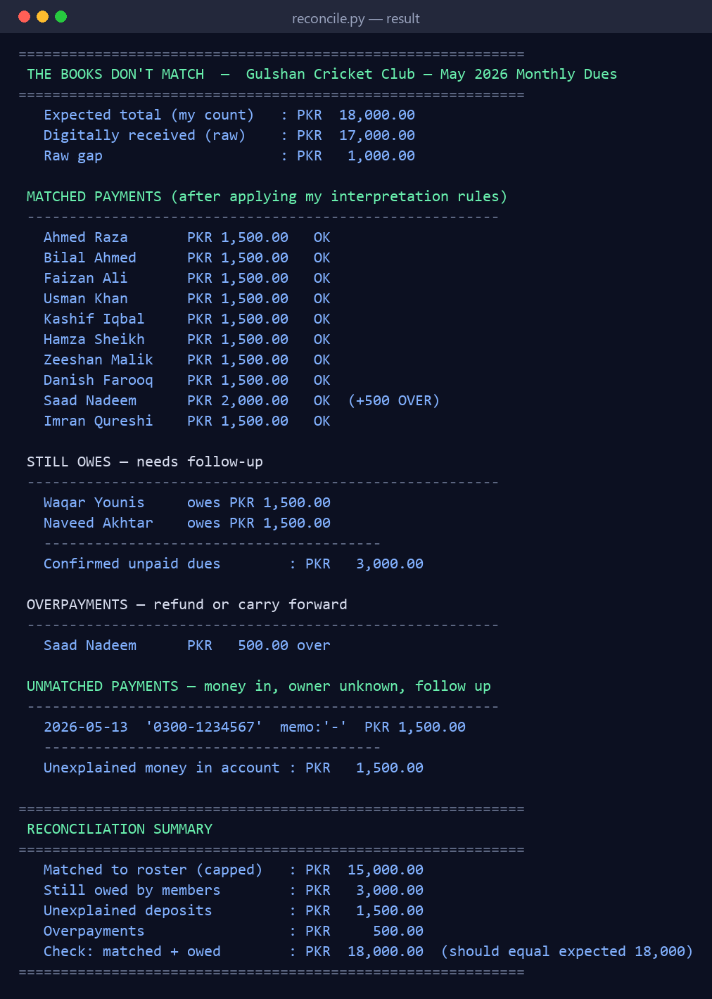 reconcile.py — result
============================================================
THE BOOKS DON'T MATCH  —  Gulshan Cricket Club — May 2026 Monthly Dues
============================================================
Expected total (my count)   : PKR  18,000.00
Digitally received (raw)    : PKR  17,000.00
Raw gap                     : PKR   1,000.00
MATCHED PAYMENTS (after applying my interpretation rules)
--------------------------------------------------------
Ahmed Raza       PKR 1,500.00   OK
Bilal Ahmed      PKR 1,500.00   OK
Faizan Ali       PKR 1,500.00   OK
Usman Khan       PKR 1,500.00   OK
Kashif Iqbal     PKR 1,500.00   OK
Hamza Sheikh     PKR 1,500.00   OK
Zeeshan Malik    PKR 1,500.00   OK
Danish Farooq    PKR 1,500.00   OK
Saad Nadeem      PKR 2,000.00   OK  (+500 OVER)
Imran Qureshi    PKR 1,500.00   OK
STILL OWES — needs follow-up
--------------------------------------------------------
Waqar Younis     owes PKR 1,500.00
Naveed Akhtar    owes PKR 1,500.00
----------------------------------------
Confirmed unpaid dues        : PKR   3,000.00
OVERPAYMENTS — refund or carry forward
--------------------------------------------------------
Saad Nadeem      PKR   500.00 over
UNMATCHED PAYMENTS — money in, owner unknown, follow up
--------------------------------------------------------
2026-05-13  '0300-1234567'  memo:'-'  PKR 1,500.00
----------------------------------------
Unexplained money in account : PKR   1,500.00
============================================================
RECONCILIATION SUMMARY
============================================================
Matched to roster (capped)   : PKR  15,000.00
Still owed by members        : PKR   3,000.00
Unexplained deposits         : PKR   1,500.00
Overpayments                 : PKR     500.00
Check: matched + owed        : PKR  18,000.00  (should equal expected 18,000)
============================================================